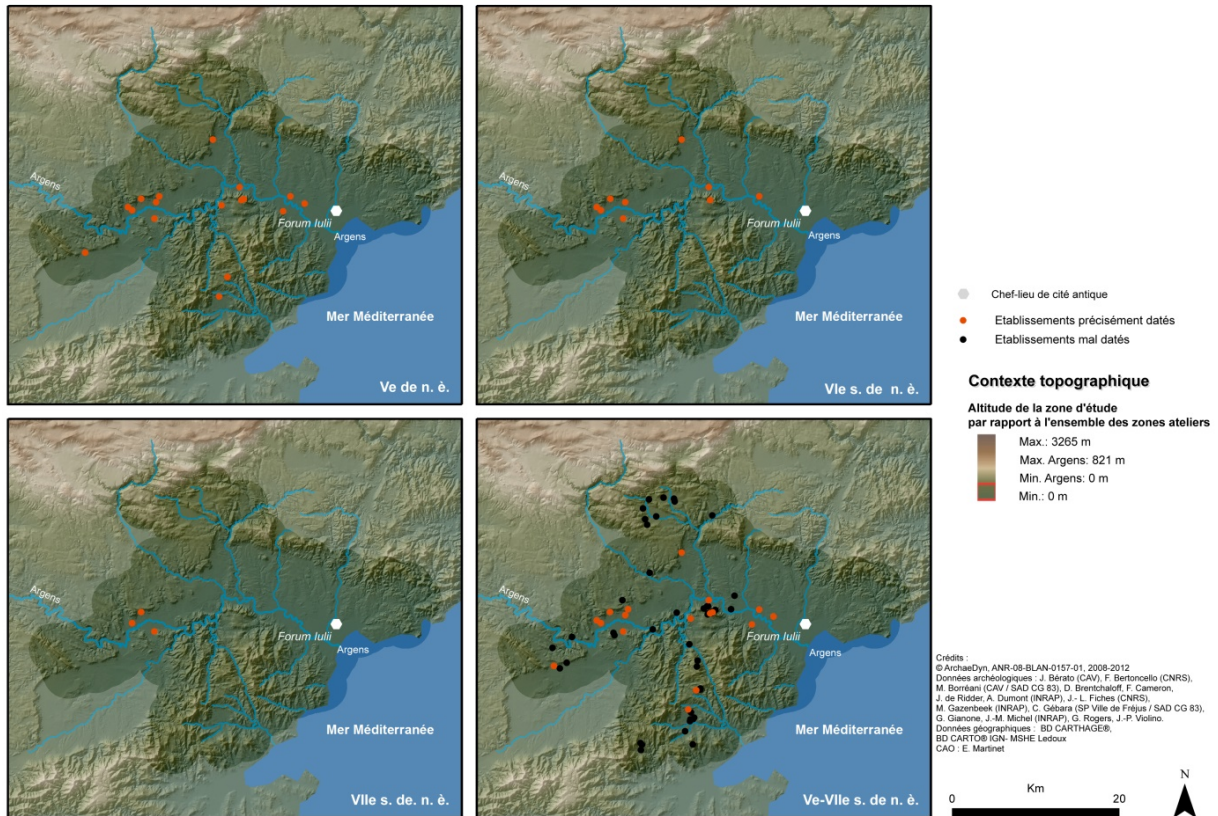 Argens
Forum Iulii
Argens
Mer Méditerranée
Ve de n. è.
Argens
Forum Iulii
Argens
Mer Méditerranée
VIe s. de n. è.
Argens
Forum Iulii
Argens
Mer Méditerranée
VIIe s. de. n. è.
Argens
Forum Iulii
Argens
Mer Méditerranée
Ve-VIIe s. de n. è.
Chef-lieu de cité antique
Etablissements précisément datés
Etablissements mal datés
Contexte topographique
Altitude de la zone d'étude
par rapport à l'ensemble des zones ateliers
Max.: 3265 m
Max. Argens: 821 m
Min. Argens: 0 m
Min.: 0 m
Crédits :
© ArchaeDyn, ANR-08-BLAN-0157-01, 2008-2012
Données archéologiques : J. Bérato (CAV), F. Bertoncello (CNRS),
M. Borréani (CAV / SAD CG 83), D. Brentchaloff, F. Cameron,
J. de Ridder, A. Dumont (INRAP), J.- L. Fiches (CNRS),
M. Gazenbeek (INRAP), C. Gébara (SP Ville de Fréjus / SAD CG 83),
G. Gianone, J.-M. Michel (INRAP), G. Rogers, J.-P. Violino.
Données géographiques : BD CARTHAGE®,
BD CARTO® IGN- MSHE Ledoux
CAO : E. Martinet
Km
0 20
N